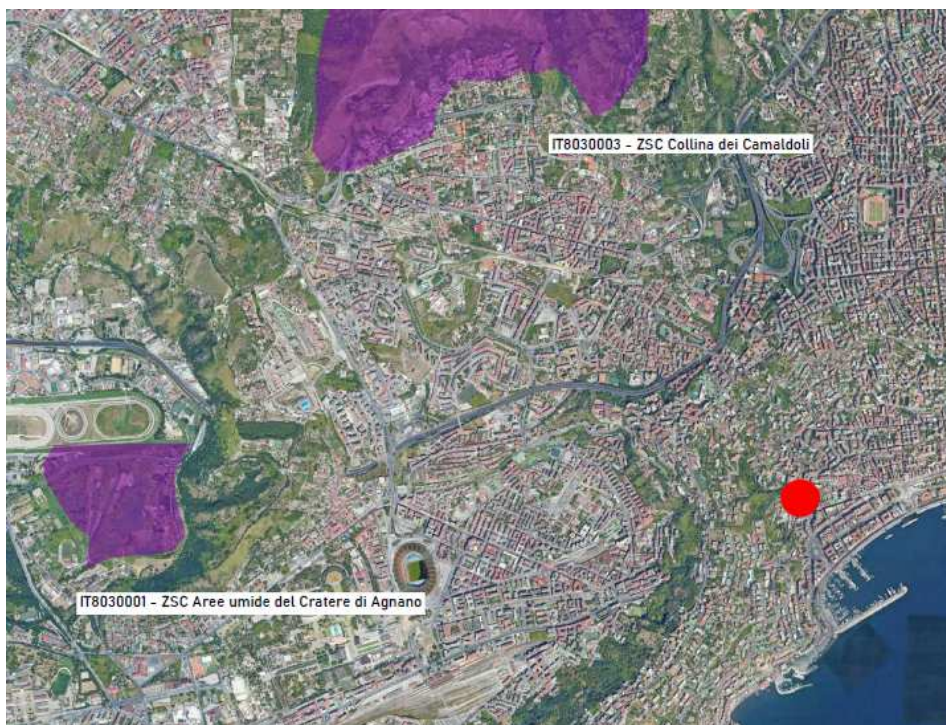 IT8030003 - ZSC Collina dei Camaldoli
IT8030001 - ZSC Aree umide del Cratere di Agnano